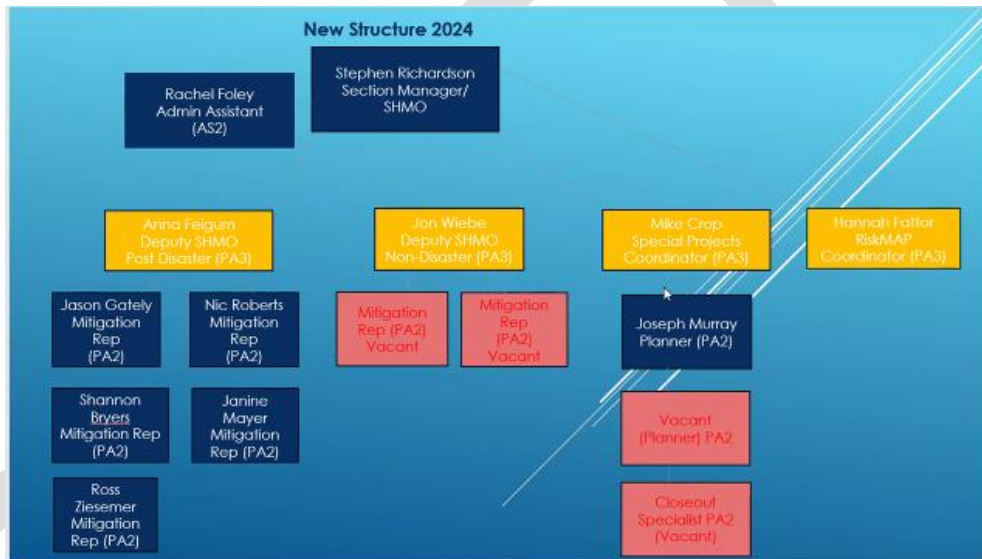 New Structure 2024
Rachel Foley
Admin Assistant
(AS2)
Stephen Richardson
Section Manager/
SHMO
Anna Feigum
Deputy SHMO
Post Disaster (PA3)
Jon Wiebe
Deputy SHMO
Non-Disaster (PA3)
Mike Crop
Special Projects
Coordinator (PA3)
Hannah Fattor
RiskMAP
Coordinator (PA3)
Jason Gately
Mitigation
Rep
(PA2)
Nic Roberts
Mitigation
Rep
(PA2)
Mitigation
Rep (PA2)
Vacant
Mitigation
Rep
(PA2)
Vacant
Joseph Murray
Planner (PA2)
Shannon
Bryers
Mitigation Rep
(PA2)
Janine
Mayer
Mitigation
Rep (PA2)
Vacant
(Planner) PA2
Ross
Ziesemer
Mitigation
Rep (PA2)
Closeout
Specialist PA2
(Vacant)